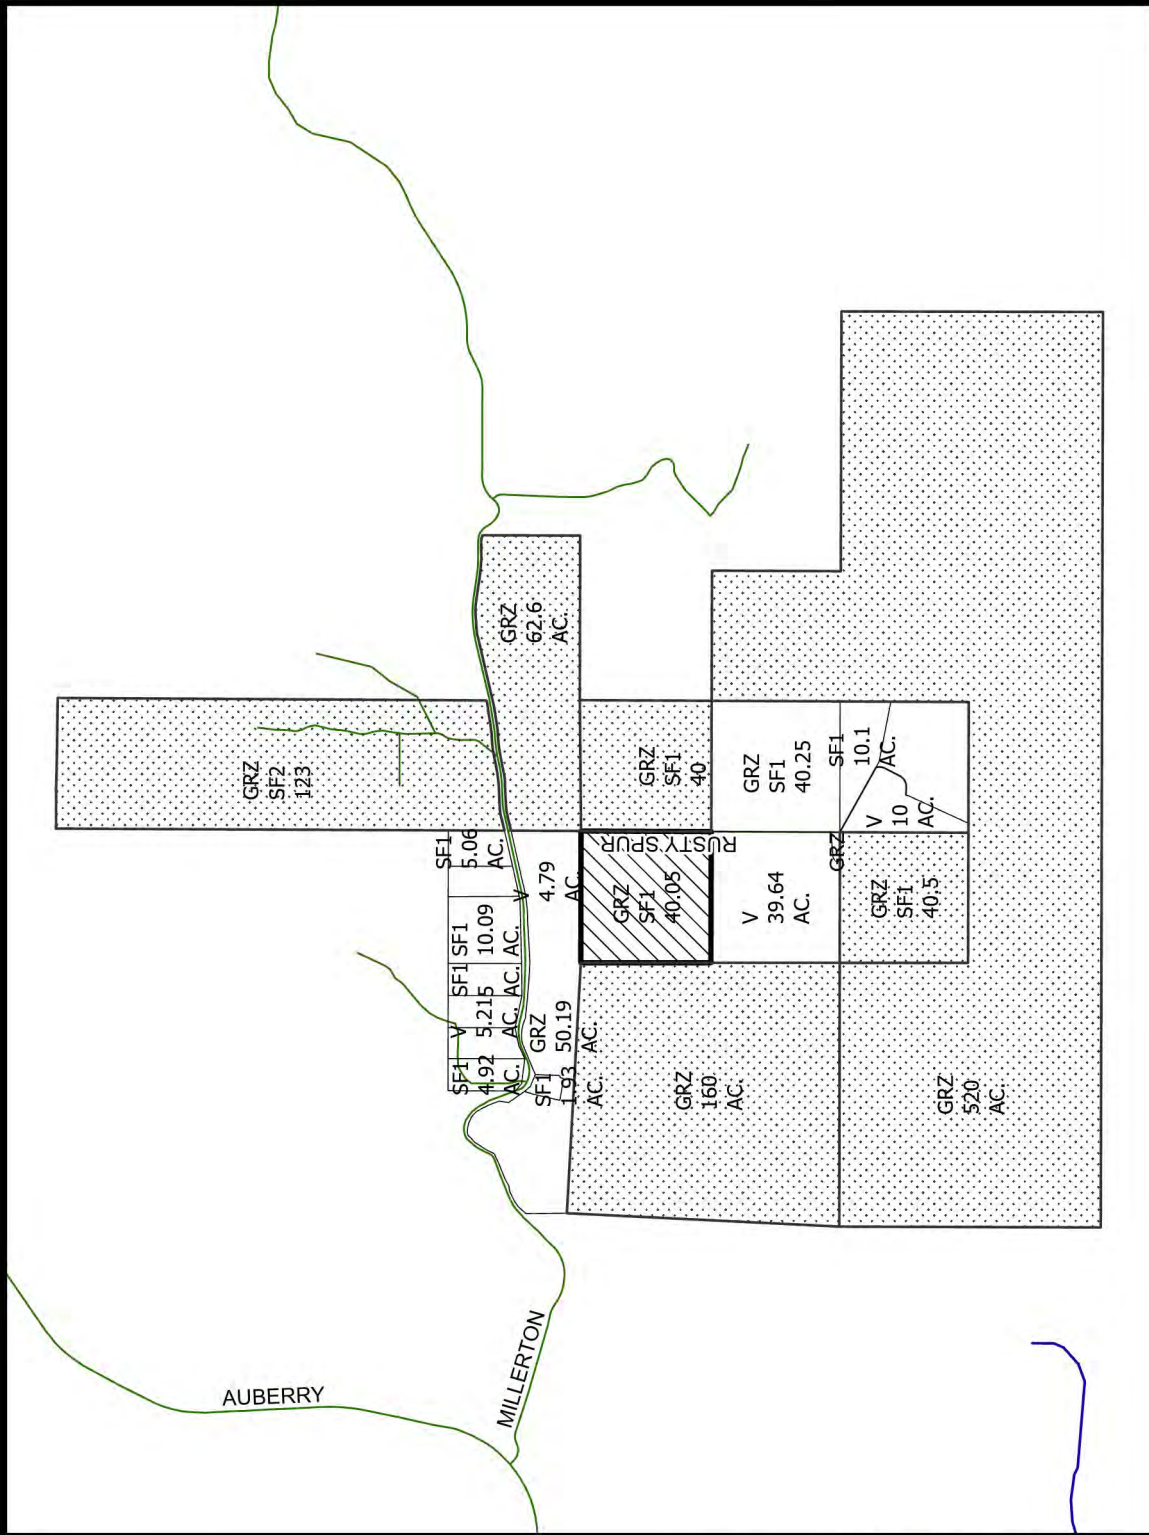 GRZ
SF2
123
GRZ
62.6
AC.
GRZ
SF1
40
GRZ
SF1
40.25
SF1
10.1
AC.
V
10
AC.
SF1
5.06
AC.
V
4.79
AC.
RUSTY SPUR
GRZ
SF1
40.05
GRZ
V
39.64
AC.
GRZ
SF1
40.5
SF1
10.09
AC.
SF1
5.215
AC.
V
AC.
SF1
4.92
AC.
GRZ
50.19
AC.
SF1
1.93
AC.
GRZ
160
AC.
GRZ
520
AC.
MILLERTON
AUBERRY